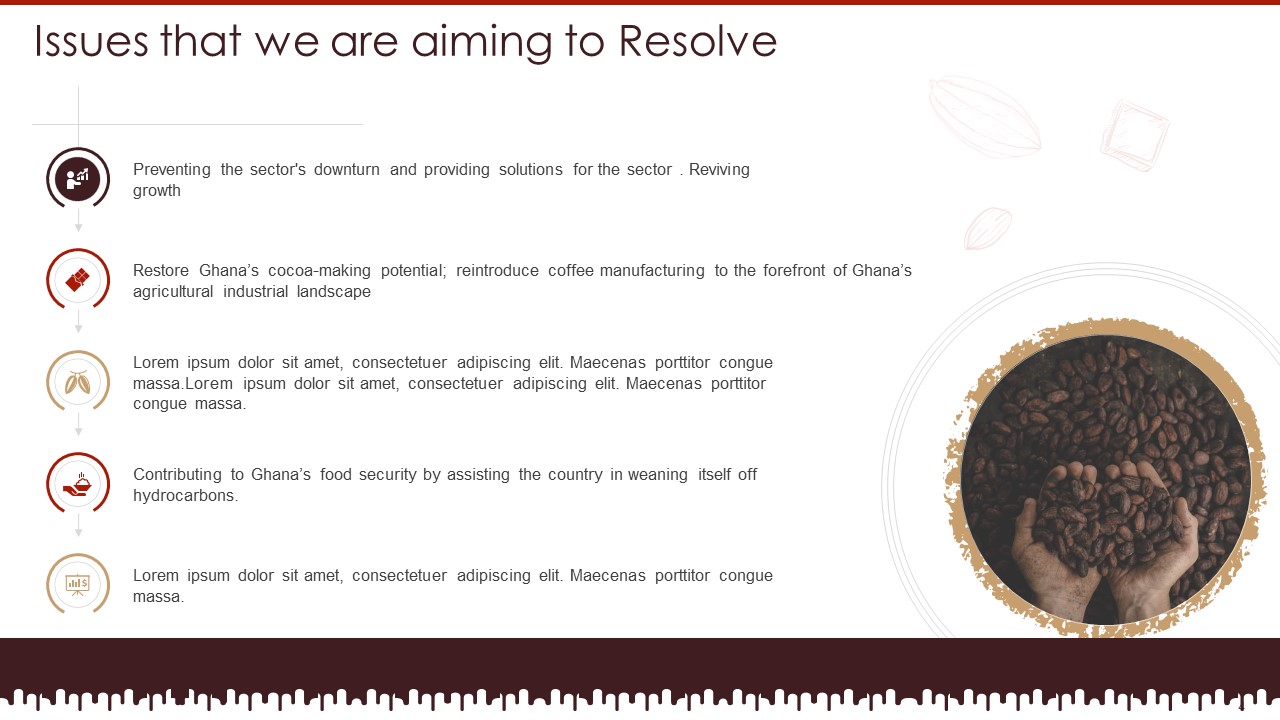 Issues that we are aiming to Resolve
Preventing the sector's downturn and providing solutions for the sector . Reviving
growth
Restore Ghana’s cocoa-making potential; reintroduce coffee manufacturing to the forefront of Ghana’s
agricultural industrial landscape
Lorem ipsum dolor sit amet, consectetuer adipiscing elit. Maecenas porttitor congue
massa.Lorem ipsum dolor sit amet, consectetuer adipiscing elit. Maecenas porttitor
congue massa.
Contributing to Ghana’s food security by assisting the country in weaning itself off
hydrocarbons.
Lorem ipsum dolor sit amet, consectetuer adipiscing elit. Maecenas porttitor congue
massa.